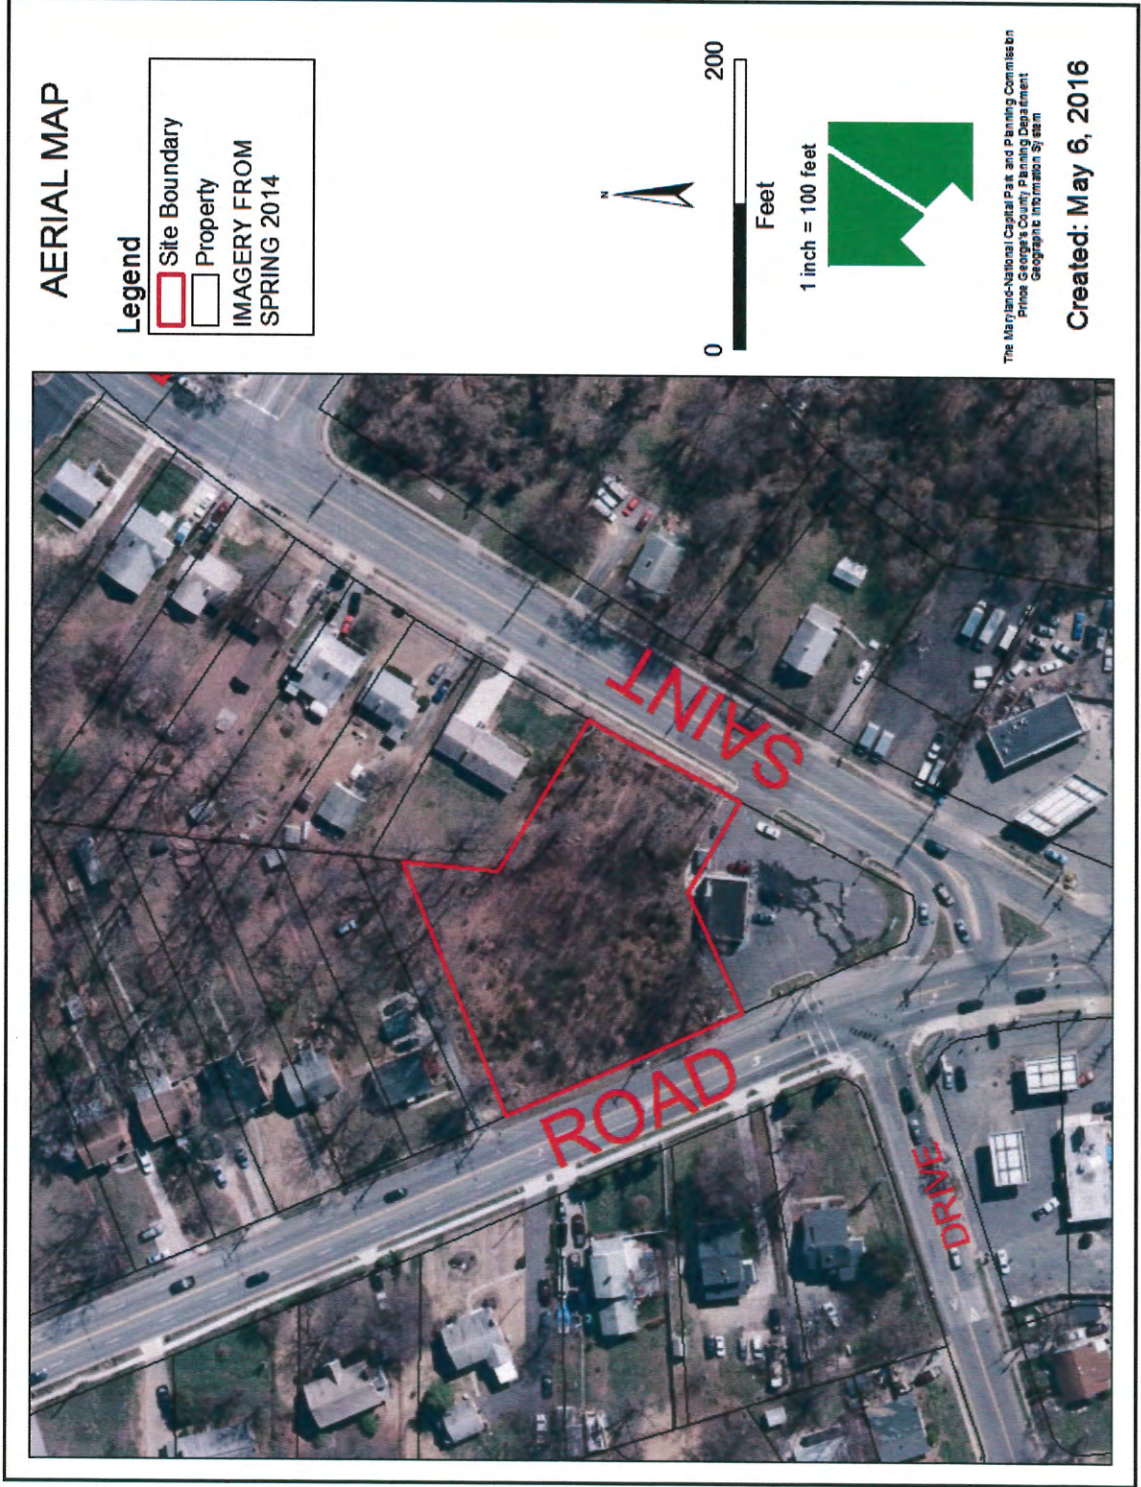 AERIAL MAP
Legend
Site Boundary
Property
IMAGERY FROM
SPRING 2014
N
0 200
Feet
1 inch = 100 feet
The Maryland-National Capital Park and Planning Commission
Prince George's County Planning Department
Geographic Information System
Created: May 6, 2016
SAINT
ROAD
DRIVE